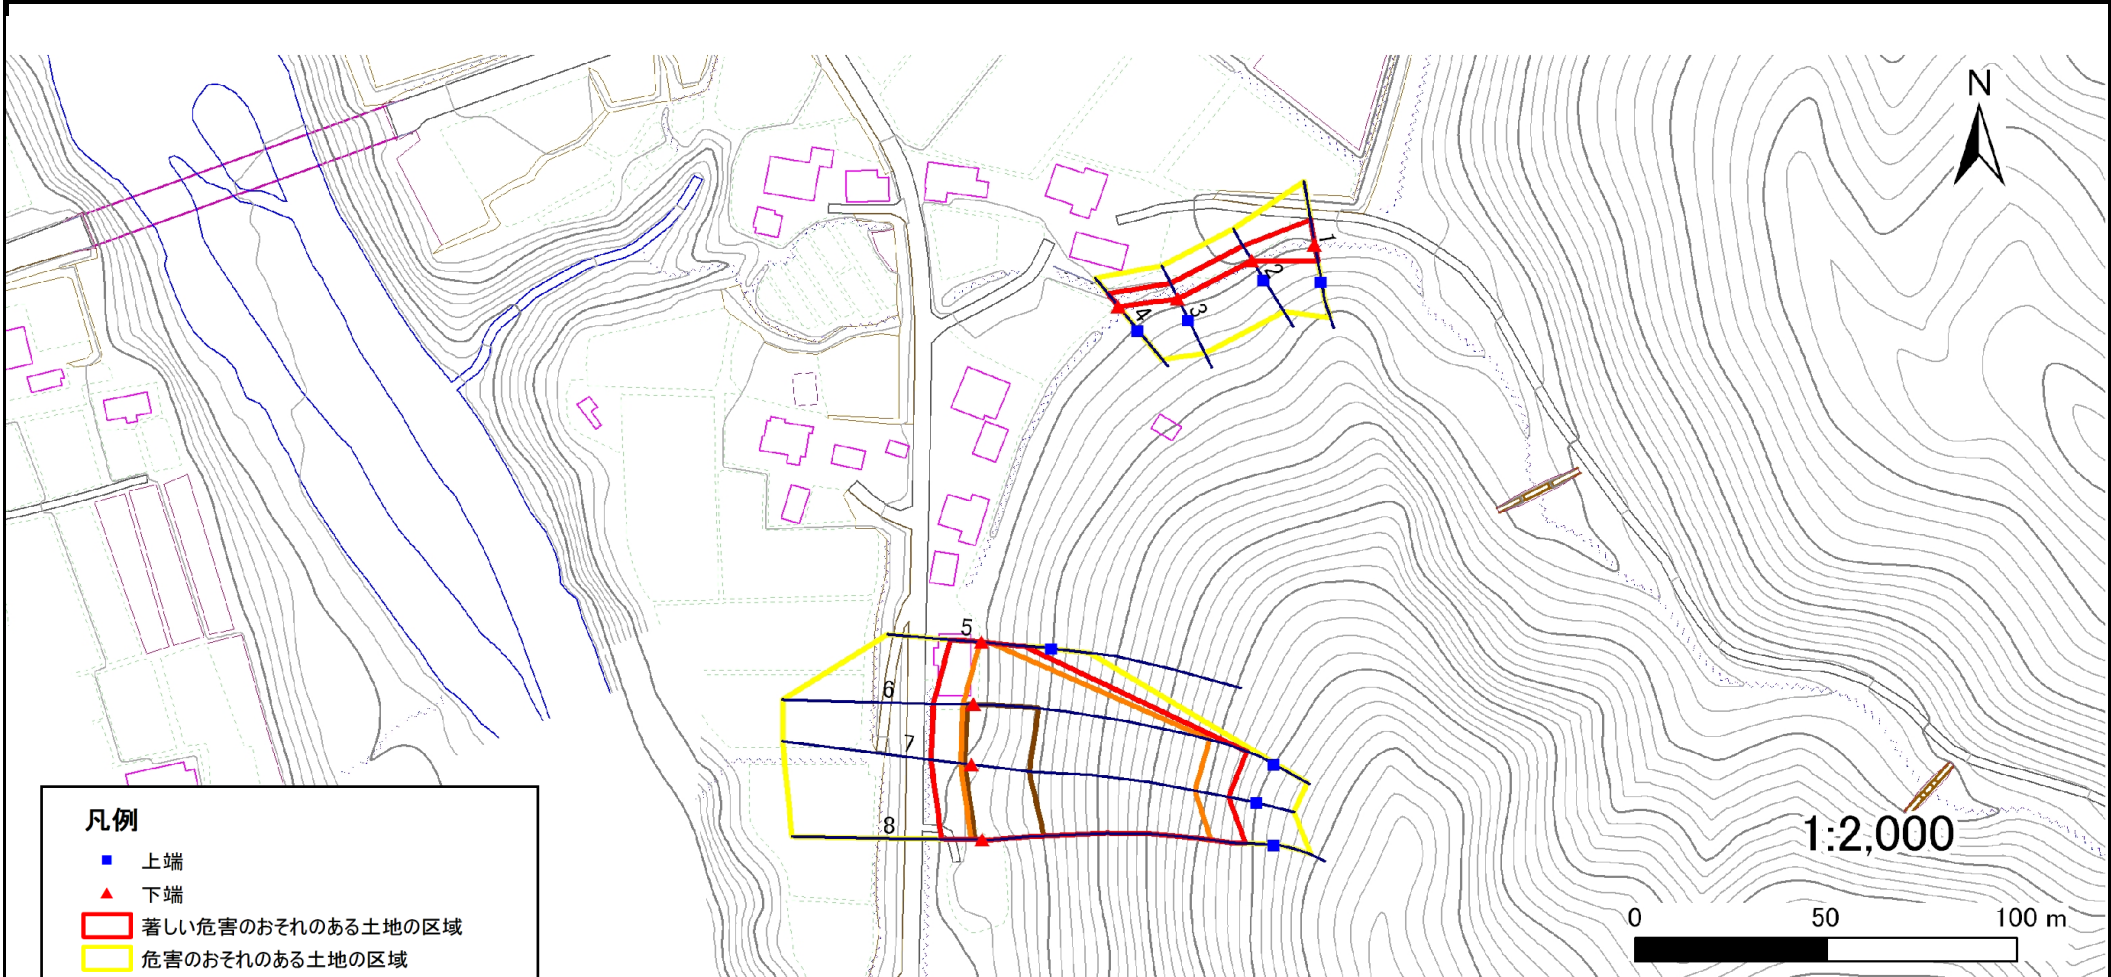 N
1
2
3
4
5
6
7
8
凡例
上端
下端
著しい危害のおそれのある土地の区域
危害のおそれのある土地の区域
1:2,000
0 50 100 m